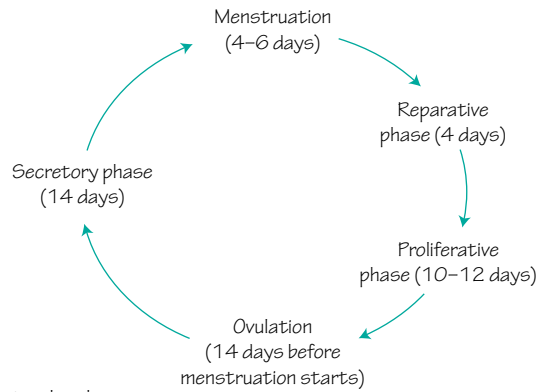 Menstruation
(4–6 days)
Reparative
phase (4 days)
Proliferative
phase (10–12 days)
Ovulation
(14 days before
menstruation starts)
Secretory phase
(14 days)